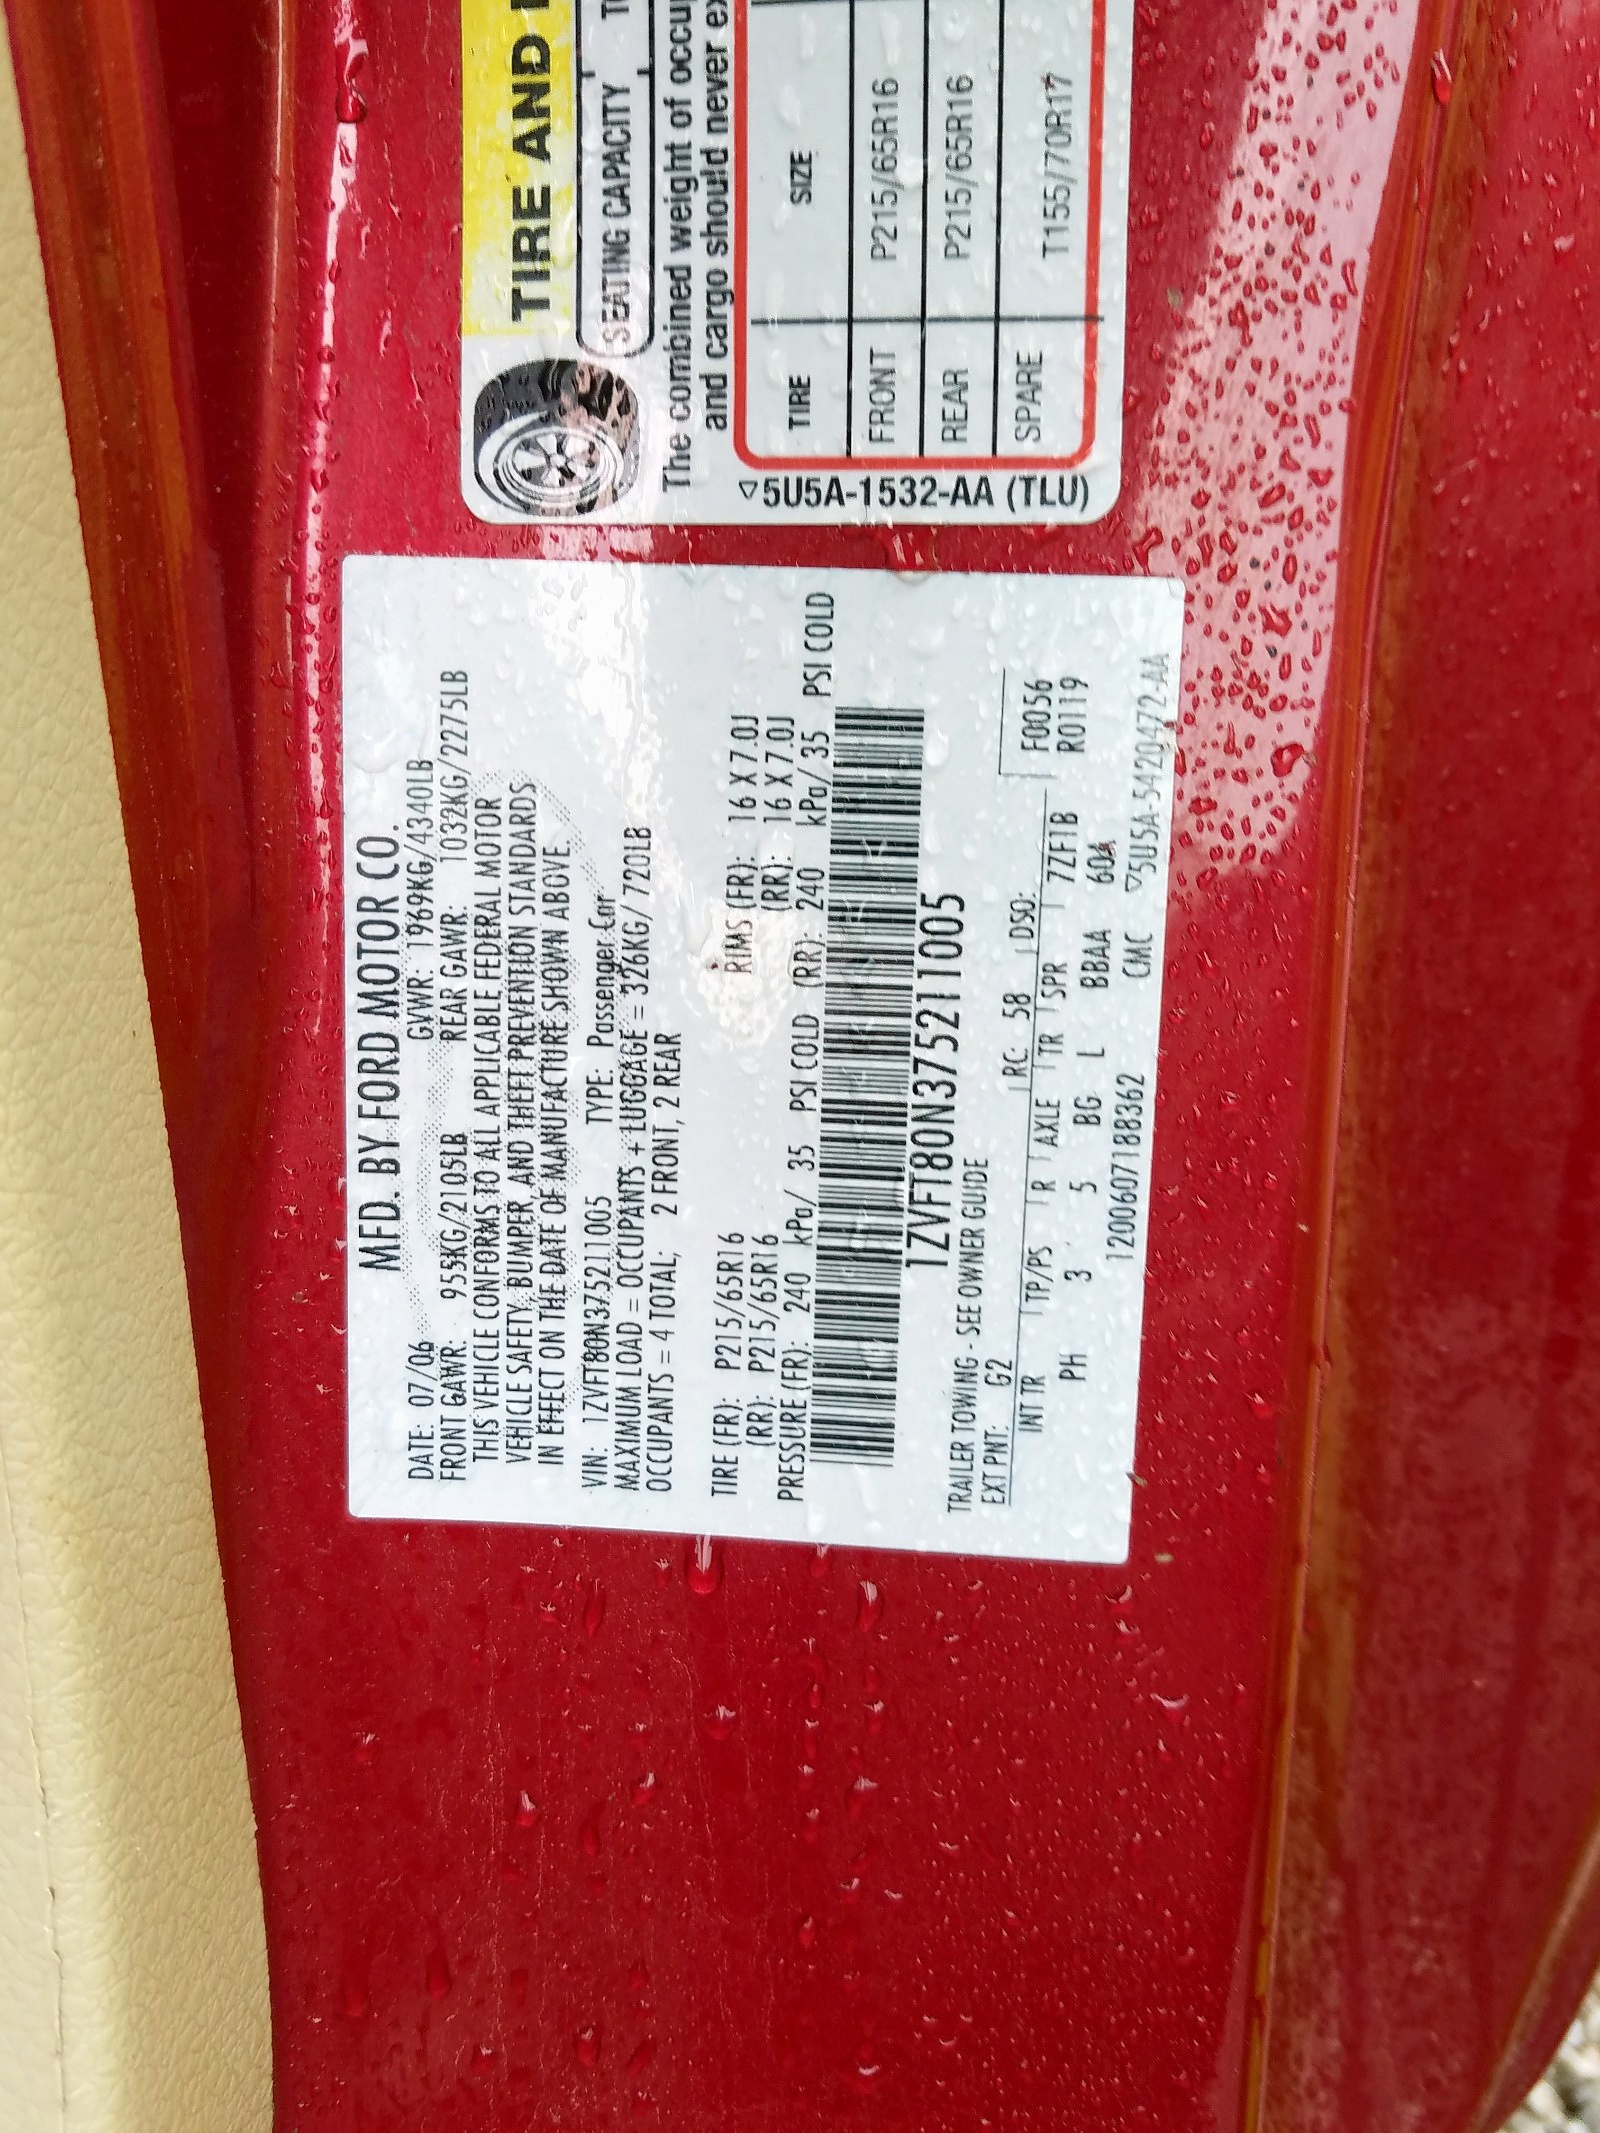 MFD. BY FORD MOTOR CO.
DATE: 07/06 GVWR: 1969KG/4340LB
FRONT GAWR: 955KG/2105LB REAR GAWR: 1032KG/2275LB
THIS VEHICLE CONFORMS TO ALL APPLICABLE FEDERAL MOTOR
VEHICLE SAFETY, BUMPER, AND THEFT PREVENTION STANDARDS
IN EFFECT ON THE DATE OF MANUFACTURE SHOWN ABOVE.
VIN: 1ZVFT80N375211005 TYPE: Passenger Car
MAXIMUM LOAD = OCCUPANTS + LUGGAGE = 326KG/ 720LB
OCCUPANTS = 4 TOTAL; 2 FRONT, 2 REAR
TIRE (FR): P215/65R16 RIMS (FR): 16 X 7.0J
(RR): P215/65R16 (RR): 16 X 7.0J
PRESSURE (FR): 240 kPa/ 35 PSI COLD (RR): 240 kPa/ 35 PSI COLD
1ZVFT80N375211005
TRAILER TOWING - SEE OWNER GUIDE
EXT PNT: G2 RC: 58 DSO:
INT TR TP/PS R AXLE TR SPR 7ZF1B F0056
PH 3 5 BG L BBAA 60A R0119
1200607188362 CMC ▽5U5A-5420472-AA
TIRE AND
SEATING CAPACITY
The combined weight of
and cargo should never
TIRE SIZE
FRONT P215/65R16
REAR P215/65R16
SPARE T155/70R17
▽5U5A-1532-AA (TLU)